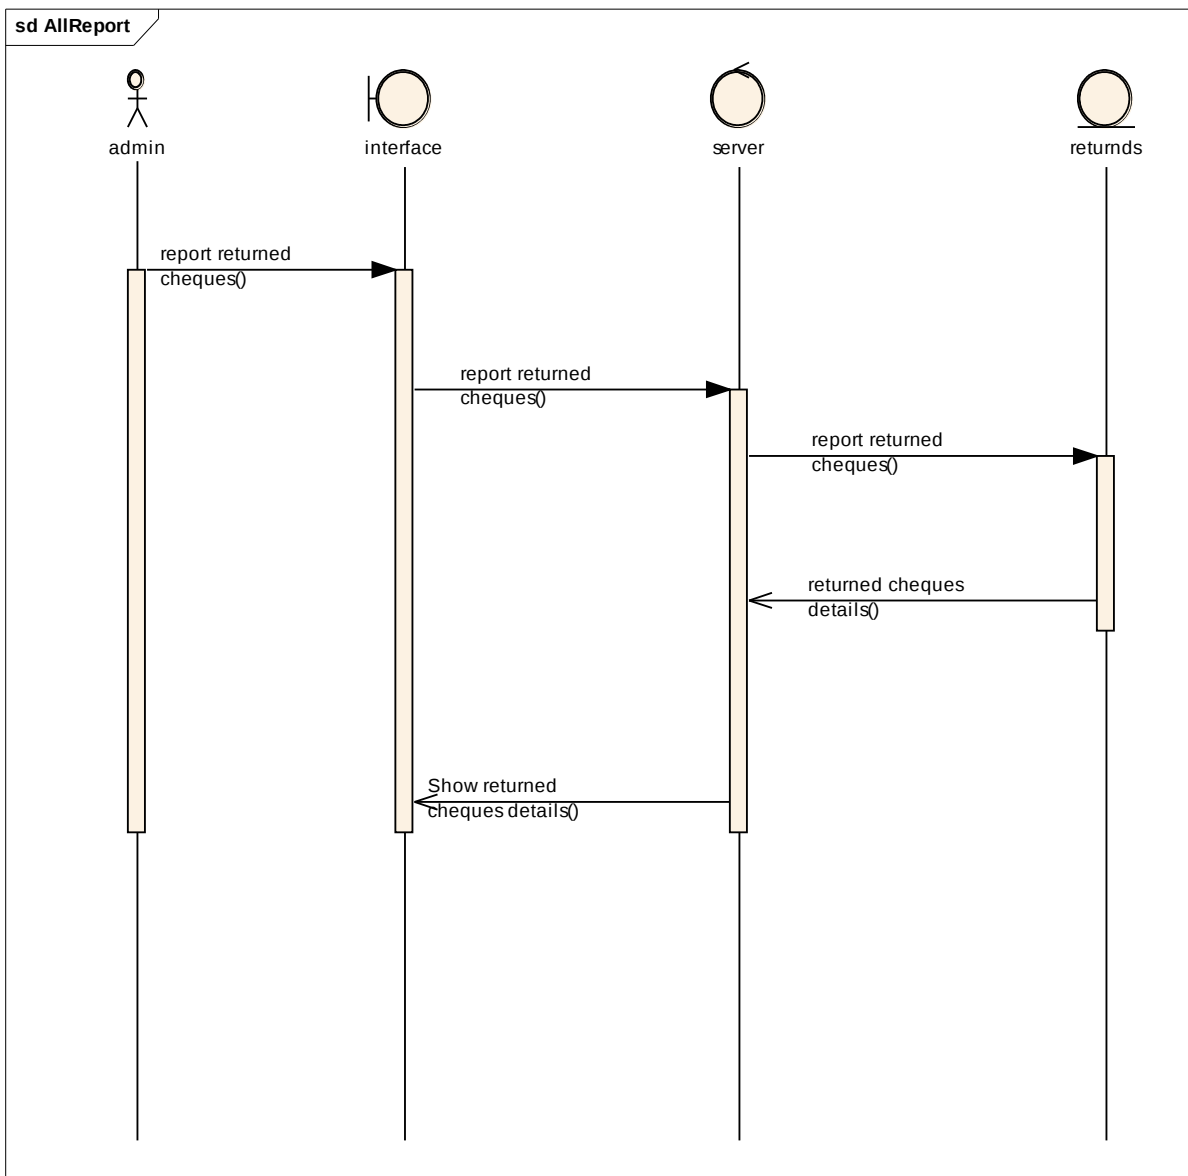 sd AllReport
admin
interface
server
returnds
report returned
cheques()
report returned
cheques()
report returned
cheques()
returned cheques
details()
Show returned
cheques details()